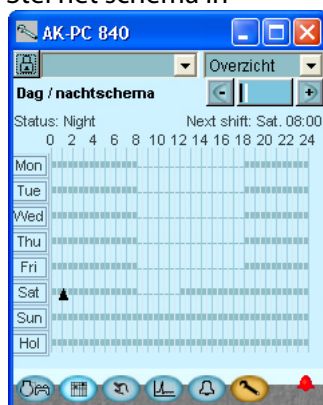 Stel het schema in
AK-PC 840
Overzicht
Dag / nachtschema
Status: Night Next shift: Sat. 08:00
0 2 4 6 8 10 12 14 16 18 20 22 24
Mon
Tue
Wed
Thu
Fri
Sat
Sun
Hol